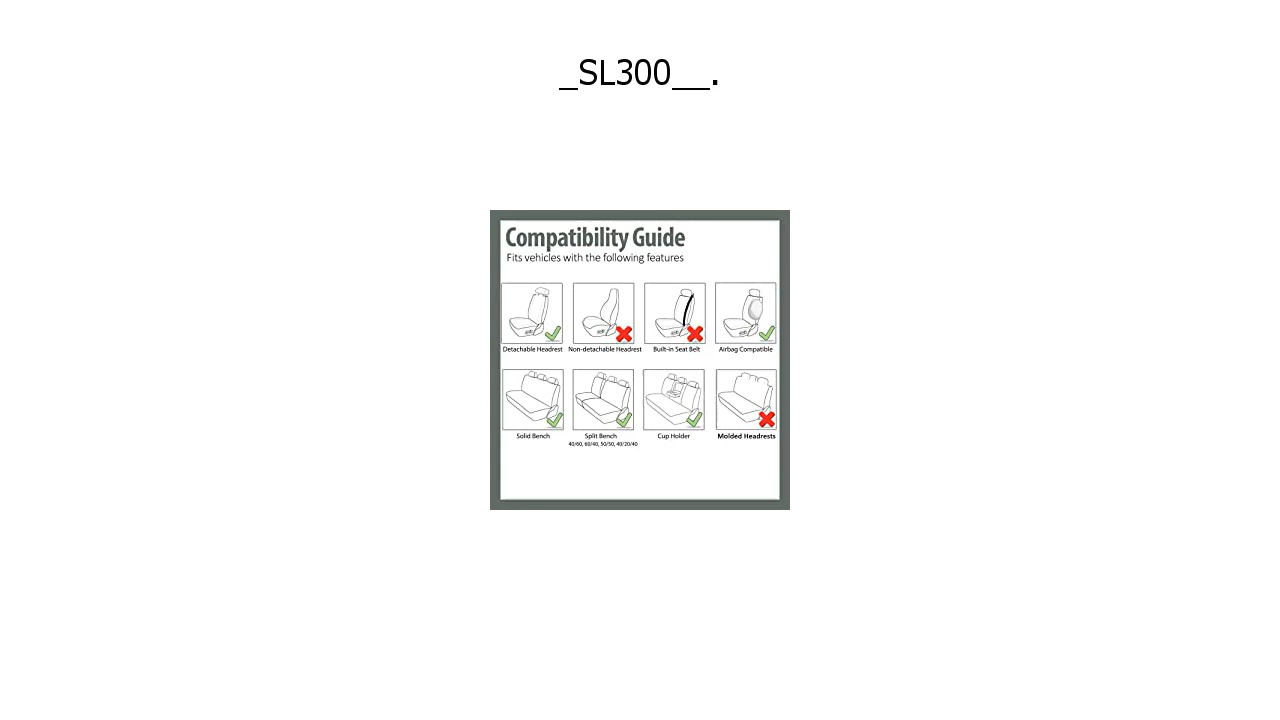 _SL300__.
Compatibility Guide
Fits vehicles with the following features
Detachable Headrest
Non-detachable Headrest
Built-in Seat Belt
Airbag Compatible
Solid Bench
Split Bench
40/60, 60/40, 50/50, 40/20/40
Cup Holder
Molded Headrests